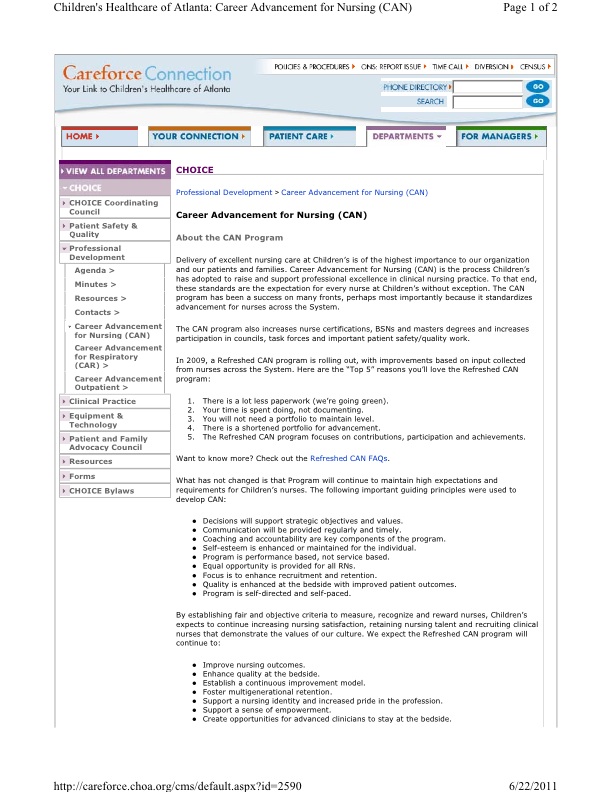 Children's Healthcare of Atlanta: Career Advancement for Nursing (CAN)
Page 1 of 2
Careforce Connection
Your Link to Children's Healthcare of Atlanta
POLICIES & PROCEDURES
ONS: REPORT ISSUE
TIME CALL
DIVERSION
CENSUS
PHONE DIRECTORY
GO
SEARCH
GO
HOME
YOUR CONNECTION
PATIENT CARE
DEPARTMENTS
FOR MANAGERS
VIEW ALL DEPARTMENTS
CHOICE
CHOICE Coordinating
Council
Patient Safety &
Quality
Professional
Development
Agenda >
Minutes >
Resources >
Contacts >
Career Advancement
for Nursing (CAN)
Career Advancement
for Respiratory
(CAR) >
Career Advancement
Outpatient >
Clinical Practice
Equipment &
Technology
Patient and Family
Advocacy Council
Resources
Forms
CHOICE Bylaws
CHOICE
Professional Development > Career Advancement for Nursing (CAN)
Career Advancement for Nursing (CAN)
About the CAN Program
Delivery of excellent nursing care at Children's is of the highest importance to our organization
and our patients and families. Career Advancement for Nursing (CAN) is the process Children's
has adopted to raise and support professional excellence in clinical nursing practice. To that end,
these standards are the expectation for every nurse at Children's without exception. The CAN
program has been a success on many fronts, perhaps most importantly because it standardizes
advancement for nurses across the System.
The CAN program also increases nurse certifications, BSNs and masters degrees and increases
participation in councils, task forces and important patient safety/quality work.
In 2009, a Refreshed CAN program is rolling out, with improvements based on input collected
from nurses across the System. Here are the "Top 5" reasons you'll love the Refreshed CAN
program:
1. There is a lot less paperwork (we're going green).
2. Your time is spent doing, not documenting.
3. You will not need a portfolio to maintain level.
4. There is a shortened portfolio for advancement.
5. The Refreshed CAN program focuses on contributions, participation and achievements.
Want to know more? Check out the Refreshed CAN FAQs.
What has not changed is that Program will continue to maintain high expectations and
requirements for Children's nurses. The following important guiding principles were used to
develop CAN:
● Decisions will support strategic objectives and values.
● Communication will be provided regularly and timely.
● Coaching and accountability are key components of the program.
● Self-esteem is enhanced or maintained for the individual.
● Program is performance based, not service based.
● Equal opportunity is provided for all RNs.
● Focus is to enhance recruitment and retention.
● Quality is enhanced at the bedside with improved patient outcomes.
● Program is self-directed and self-paced.
By establishing fair and objective criteria to measure, recognize and reward nurses, Children's
expects to continue increasing nursing satisfaction, retaining nursing talent and recruiting clinical
nurses that demonstrate the values of our culture. We expect the Refreshed CAN program will
continue to:
● Improve nursing outcomes.
● Enhance quality at the bedside.
● Establish a continuous improvement model.
● Foster multigenerational retention.
● Support a nursing identity and increased pride in the profession.
● Support a sense of empowerment.
● Create opportunities for advanced clinicians to stay at the bedside.
http://careforce.choa.org/cms/default.aspx?id=2590
6/22/2011